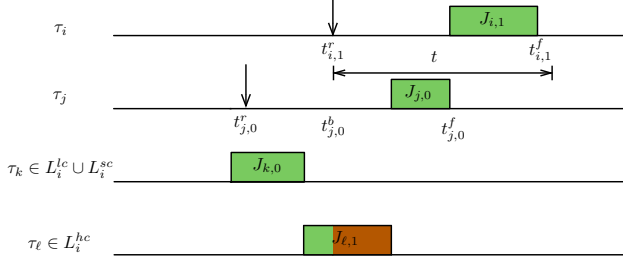 τ_i J_{i,1}
t^r_{i,1} t t^f_{i,1}
τ_j J_{j,0}
t^r_{j,0} t^b_{j,0} t^f_{j,0}
τ_k ∈ L_i^{lc} ∪ L_i^{sc} J_{k,0}
τ_ℓ ∈ L_i^{hc} J_{ℓ,1}